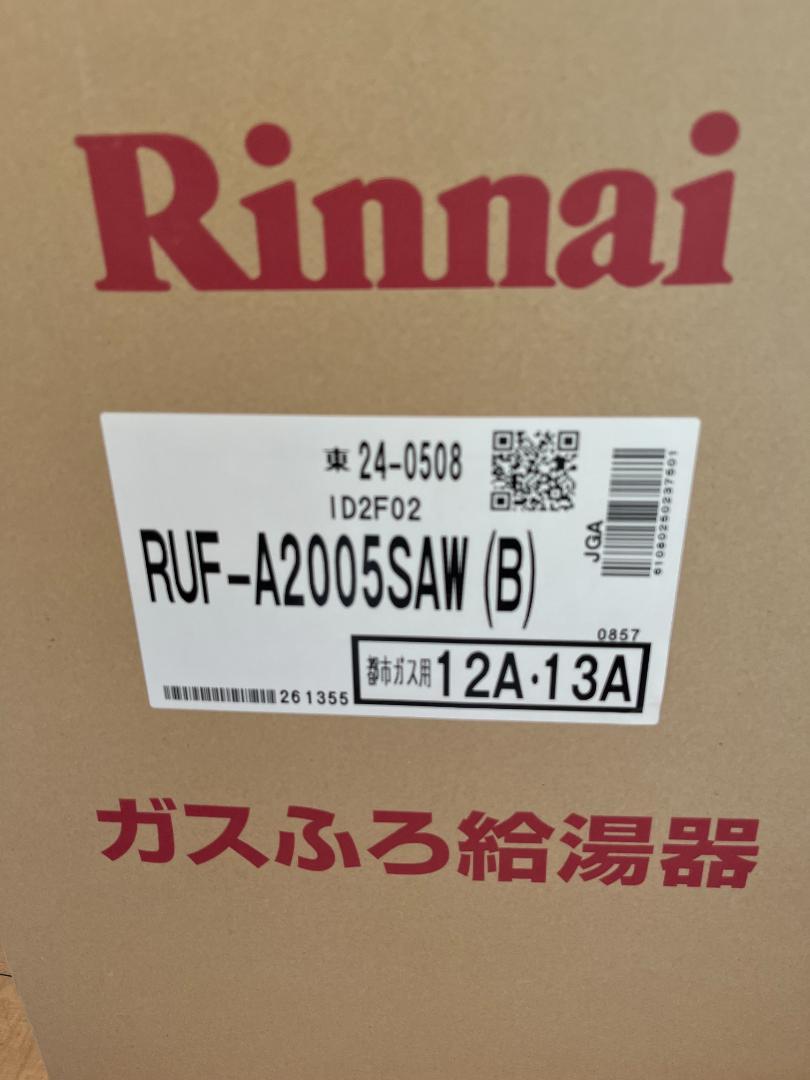 Rinnai
東 24-0508
ID2F02
RUF-A2005SAW (B)
JGA
61080250237501
0857
都市ガス用 12A・13A
261355
ガスふろ給湯器